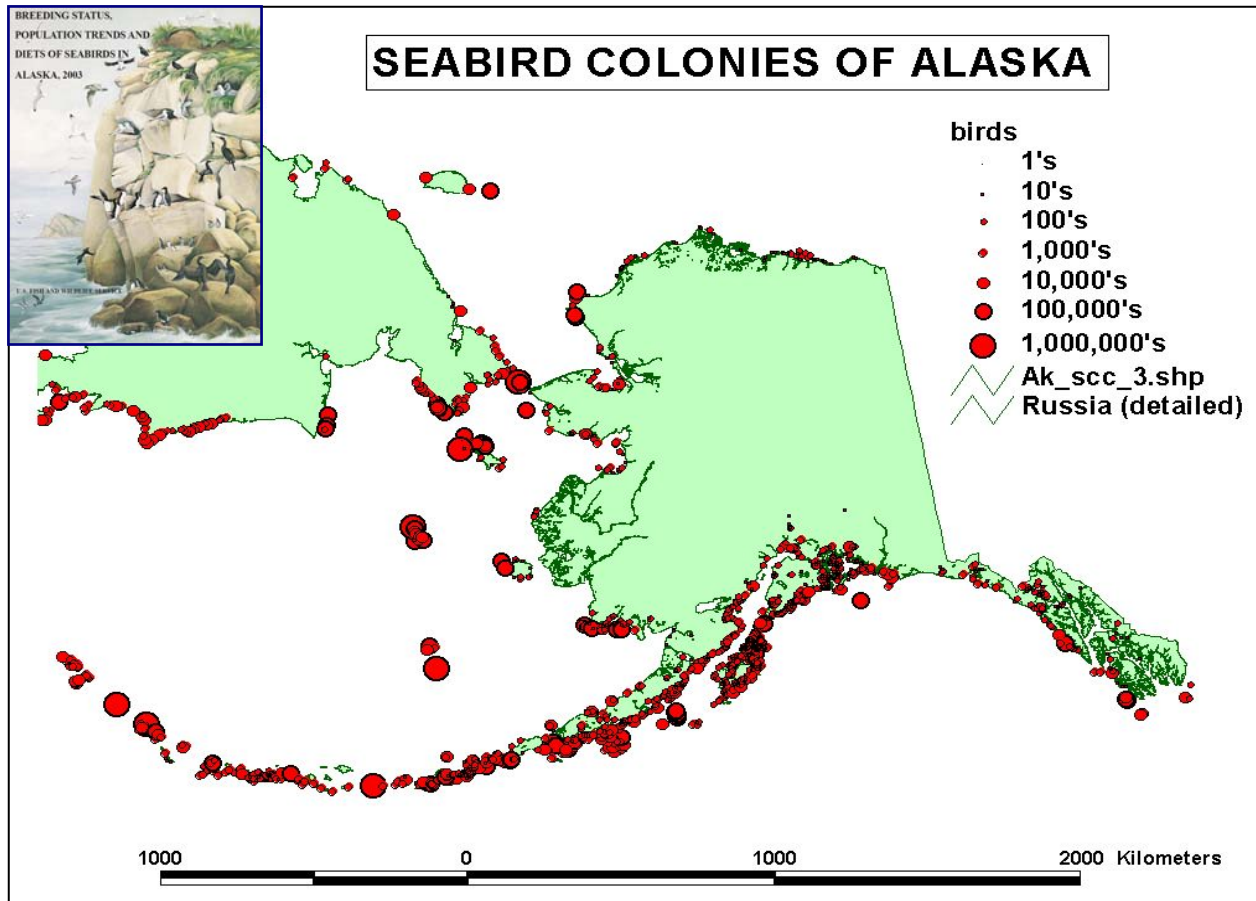 BREEDING STATUS,
POPULATION TRENDS AND
DIETS OF SEABIRDS IN
ALASKA, 2003
U. S. FISH AND WILDLIFE SERVICE
SEABIRD COLONIES OF ALASKA
birds
1's
10's
100's
1,000's
10,000's
100,000's
1,000,000's
Ak_scc_3.shp
Russia (detailed)
1000 0 1000 2000 Kilometers